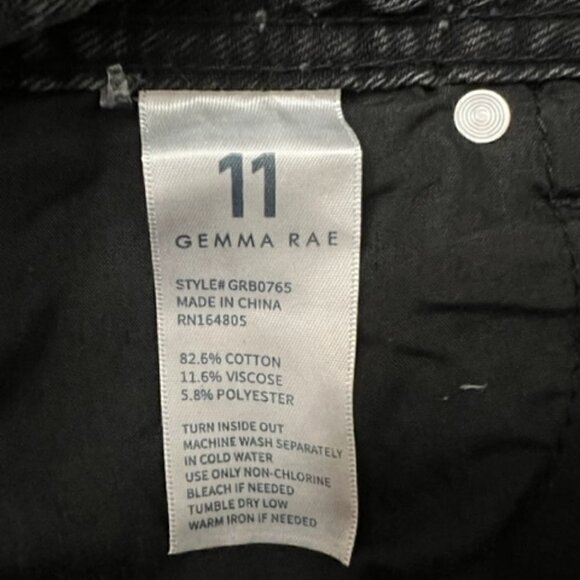 11
GEMMA RAE
STYLE# GRB0765
MADE IN CHINA
RN164805
82.6% COTTON
11.6% VISCOSE
5.8% POLYESTER
TURN INSIDE OUT
MACHINE WASH SEPARATELY
IN COLD WATER
USE ONLY NON-CHLORINE
BLEACH IF NEEDED
TUMBLE DRY LOW
WARM IRON IF NEEDED